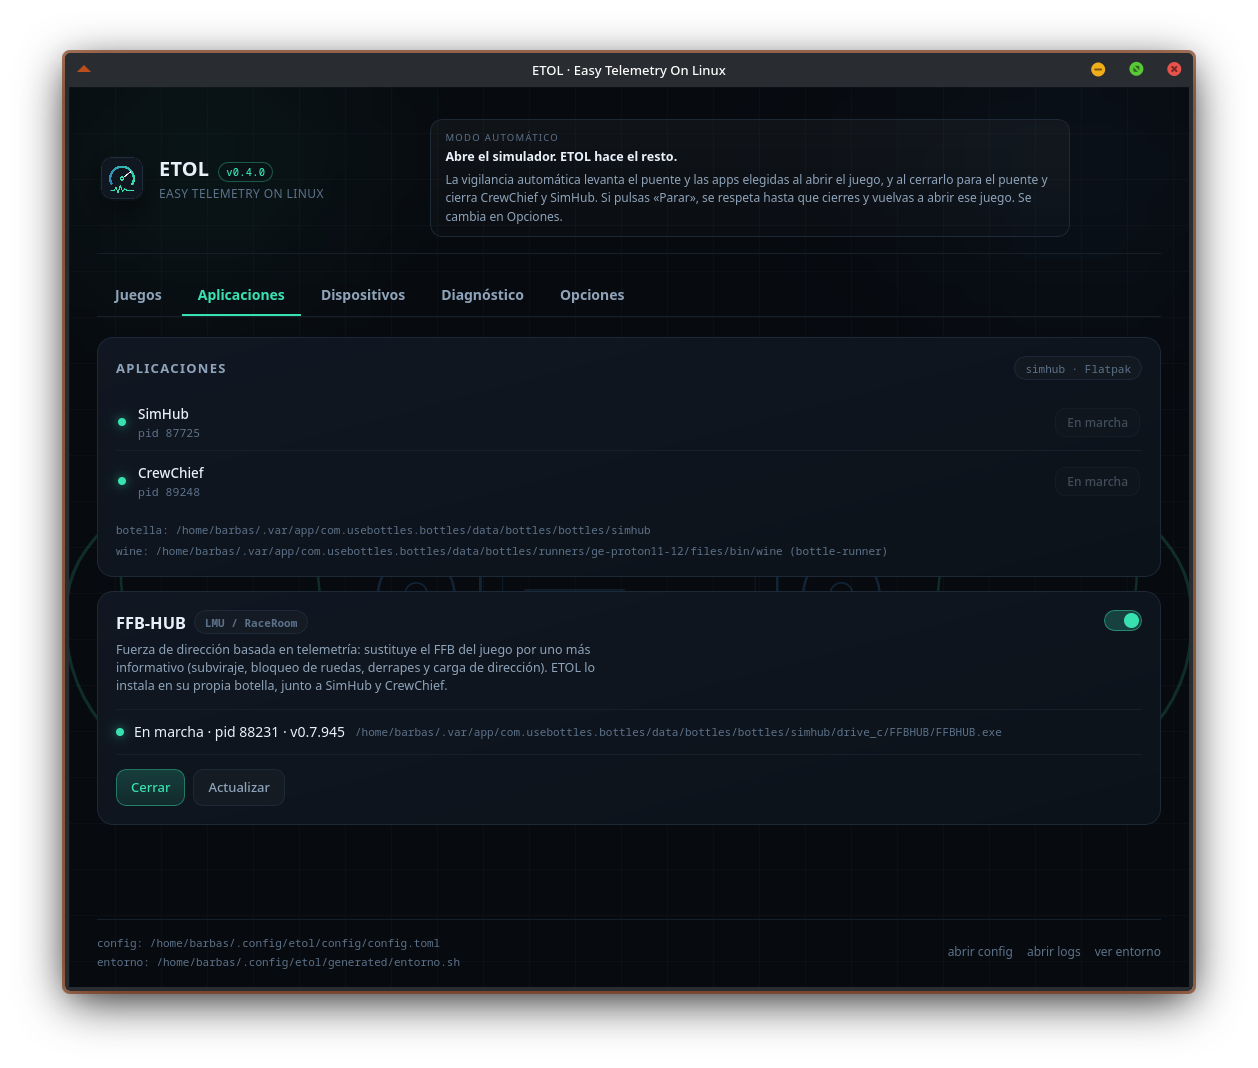 ETOL · Easy Telemetry On Linux
ETOL v0.4.0
EASY TELEMETRY ON LINUX
MODO AUTOMÁTICO
Abre el simulador. ETOL hace el resto.
La vigilancia automática levanta el puente y las apps elegidas al abrir el juego, y al cerrarlo para el puente y
cierra CrewChief y SimHub. Si pulsas «Parar», se respeta hasta que cierres y vuelvas a abrir ese juego. Se
cambia en Opciones.
Juegos Aplicaciones Dispositivos Diagnóstico Opciones
APLICACIONES simhub · Flatpak
SimHub
pid 87725
En marcha
CrewChief
pid 89248
En marcha
botella: /home/barbas/.var/app/com.usebottles.bottles/data/bottles/bottles/simhub
wine: /home/barbas/.var/app/com.usebottles.bottles/data/bottles/runners/ge-proton11-12/files/bin/wine (bottle-runner)
FFB-HUB LMU / RaceRoom
Fuerza de dirección basada en telemetría: sustituye el FFB del juego por uno más
informativo (subviraje, bloqueo de ruedas, derrapes y carga de dirección). ETOL lo
instala en su propia botella, junto a SimHub y CrewChief.
En marcha · pid 88231 · v0.7.945 /home/barbas/.var/app/com.usebottles.bottles/data/bottles/bottles/simhub/drive_c/FFBHUB/FFBHUB.exe
Cerrar Actualizar
config: /home/barbas/.config/etol/config/config.toml
entorno: /home/barbas/.config/etol/generated/entorno.sh
abrir config abrir logs ver entorno